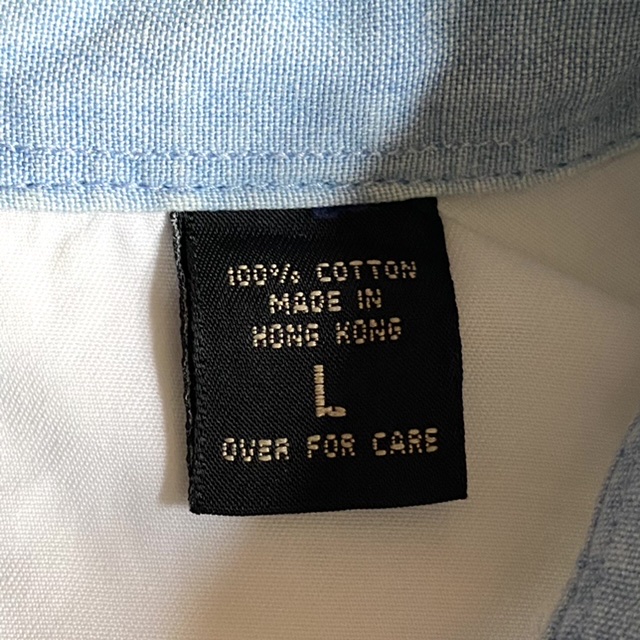 100% COTTON
MADE IN
HONG KONG
L
OVER FOR CARE